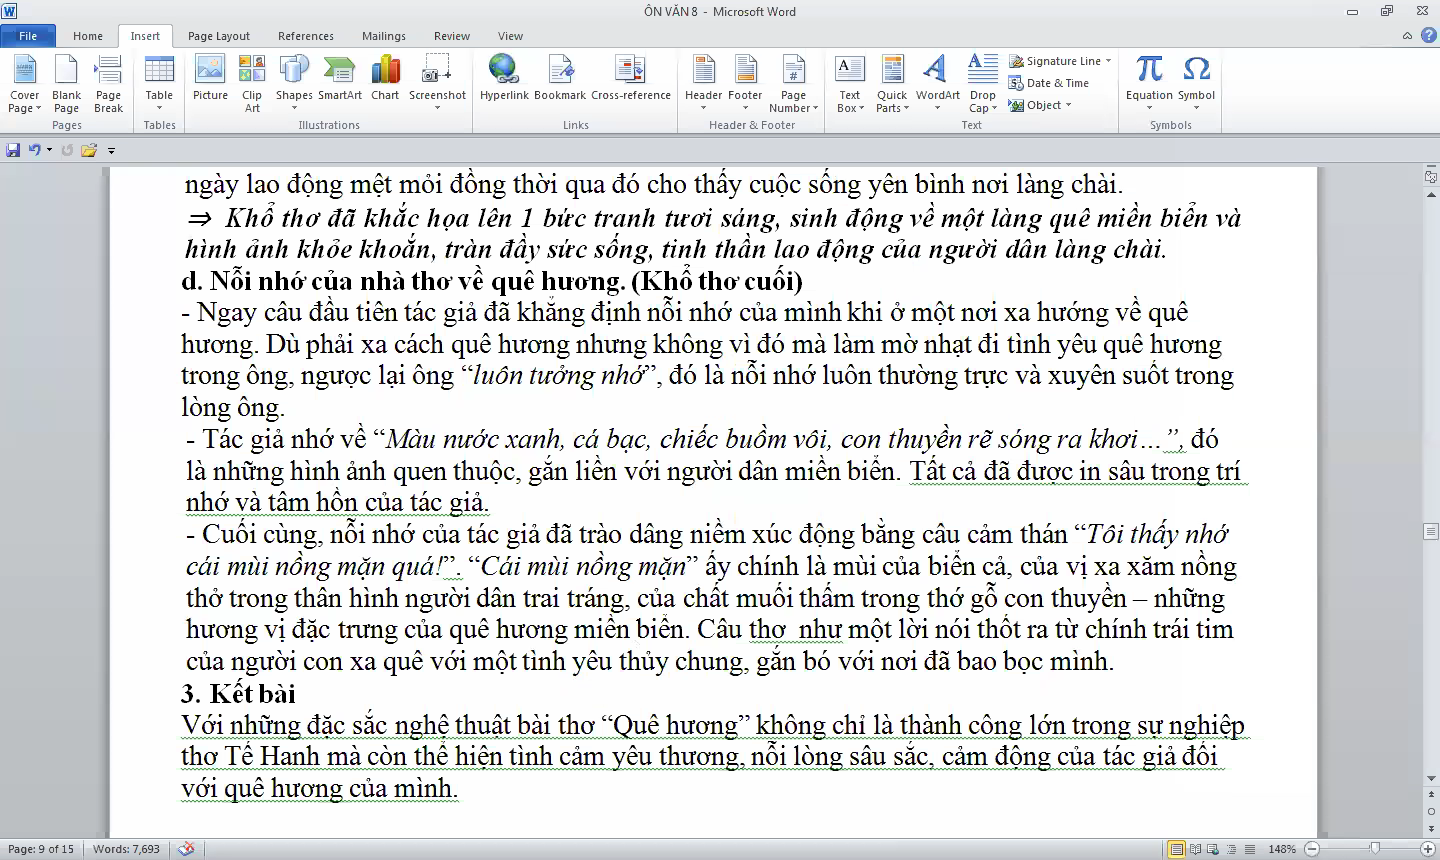 ÔN VĂN 8 - Microsoft Word
File Home Insert Page Layout References Mailings Review View
Cover Page Blank Page Page Break Table Picture Clip Art Shapes SmartArt Chart Screenshot Hyperlink Bookmark Cross-reference Header Footer Page Number Text Box Quick Parts WordArt Drop Cap Signature Line Date & Time Object Equation Symbol
Pages Tables Illustrations Links Header & Footer Text Symbols
ngày lao động mệt mỏi đồng thời qua đó cho thấy cuộc sống yên bình nơi làng chài.
⇒ Khổ thơ đã khắc họa lên 1 bức tranh tươi sáng, sinh động về một làng quê miền biển và
hình ảnh khỏe khoắn, tràn đầy sức sống, tinh thần lao động của người dân làng chài.
d. Nỗi nhớ của nhà thơ về quê hương. (Khổ thơ cuối)
- Ngay câu đầu tiên tác giả đã khẳng định nỗi nhớ của mình khi ở một nơi xa hướng về quê
hương. Dù phải xa cách quê hương nhưng không vì đó mà làm mờ nhạt đi tình yêu quê hương
trong ông, ngược lại ông “luôn tưởng nhớ”, đó là nỗi nhớ luôn thường trực và xuyên suốt trong
lòng ông.
- Tác giả nhớ về “Màu nước xanh, cá bạc, chiếc buồm vôi, con thuyền rẽ sóng ra khơi…”, đó
là những hình ảnh quen thuộc, gắn liền với người dân miền biển. Tất cả đã được in sâu trong trí
nhớ và tâm hồn của tác giả.
- Cuối cùng, nỗi nhớ của tác giả đã trào dâng niềm xúc động bằng câu cảm thán “Tôi thấy nhớ
cái mùi nồng mặn quá!”. “Cái mùi nồng mặn” ấy chính là mùi của biển cả, của vị xa xăm nồng
thở trong thân hình người dân trai tráng, của chất muối thấm trong thớ gỗ con thuyền – những
hương vị đặc trưng của quê hương miền biển. Câu thơ như một lời nói thốt ra từ chính trái tim
của người con xa quê với một tình yêu thủy chung, gắn bó với nơi đã bao bọc mình.
3. Kết bài
Với những đặc sắc nghệ thuật bài thơ “Quê hương” không chỉ là thành công lớn trong sự nghiệp
thơ Tế Hanh mà còn thể hiện tình cảm yêu thương, nỗi lòng sâu sắc, cảm động của tác giả đối
với quê hương của mình.
Page: 9 of 15 Words: 7,693 148%